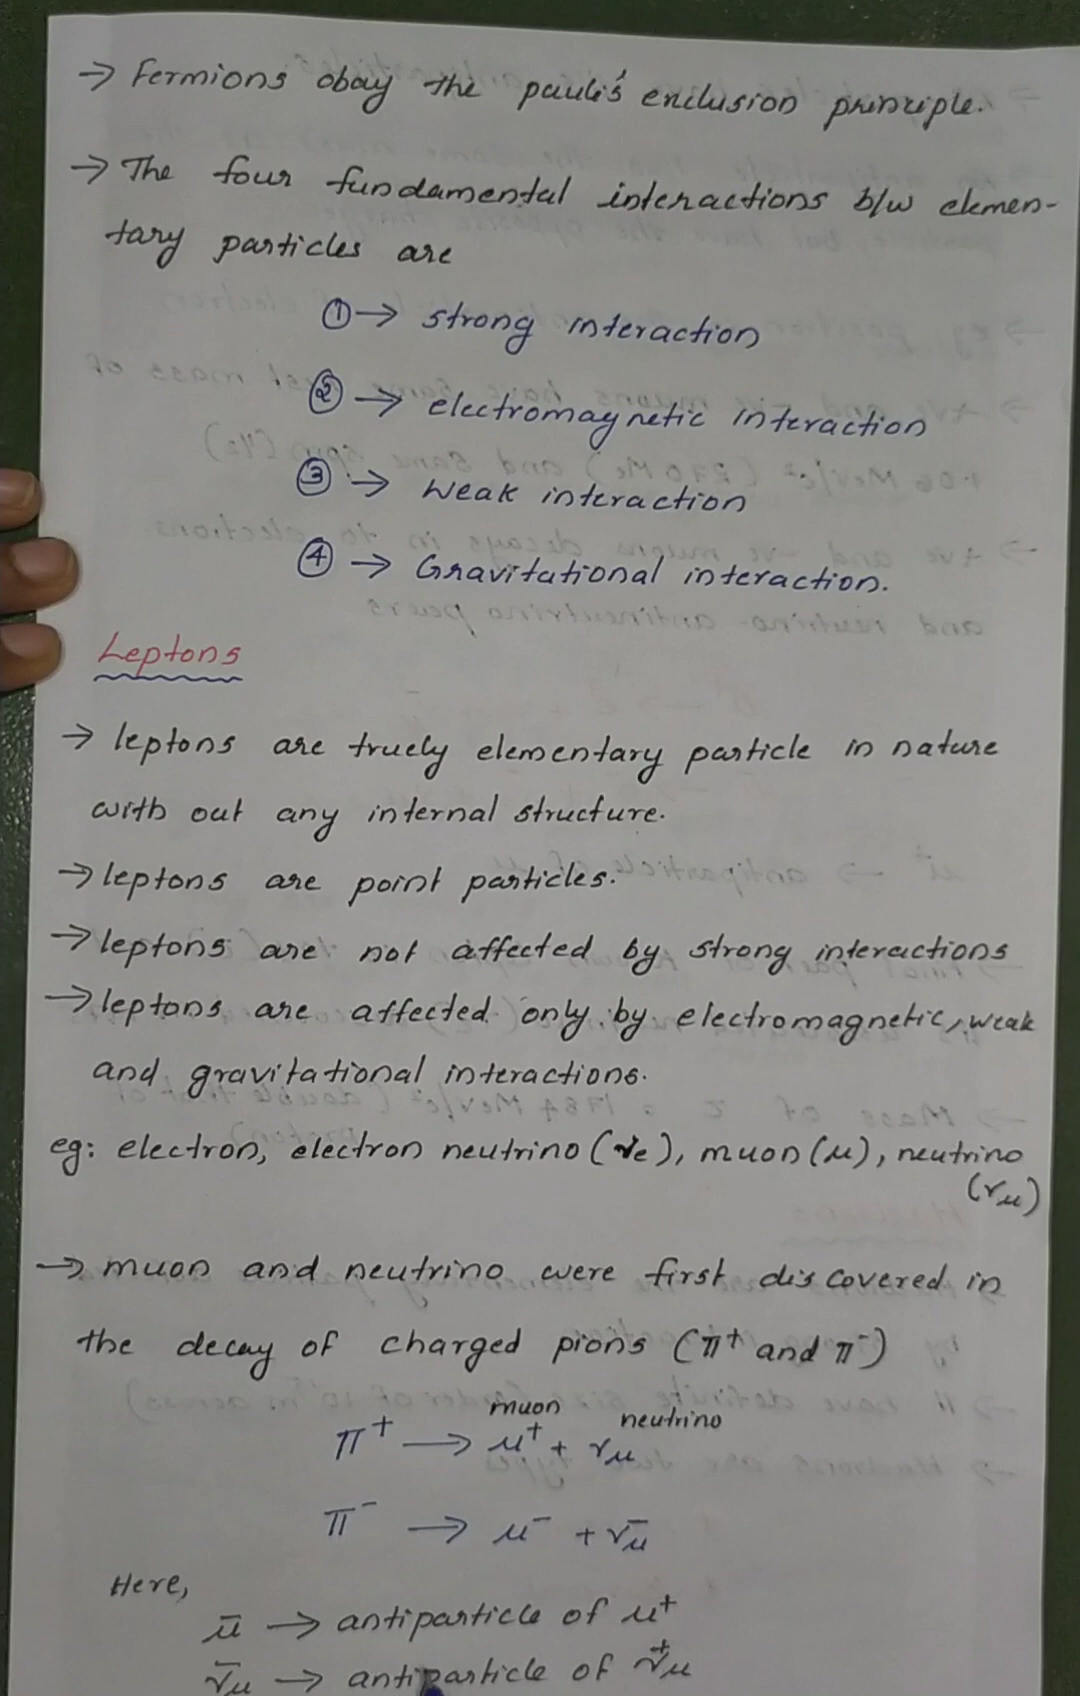 → Fermions obay the pauli's exclusion principle.
→ The four fundamental interactions b/w elemen-
tary particles are
① → strong interaction
② → electromagnetic interaction
③ → Weak interaction
④ → Gravitational interaction.
Leptons
→ leptons are truely elementary particle in nature
with out any internal structure.
→ leptons are point particles.
→ leptons are not affected by strong interactions
→ leptons are affected only by electromagnetic, weak
and gravitational interactions.
eg: electron, electron neutrino (νe), muon (μ), neutrino
(νμ)
→ muon and neutrino were first discovered in
the decay of charged pions (π⁺ and π⁻)
muon neutrino
π⁺ → μ⁺ + νμ
π⁻ → μ⁻ + ν̄μ
Here,
μ̄ → antiparticle of μ⁺
ν̄μ → antiparticle of ν⁺μ